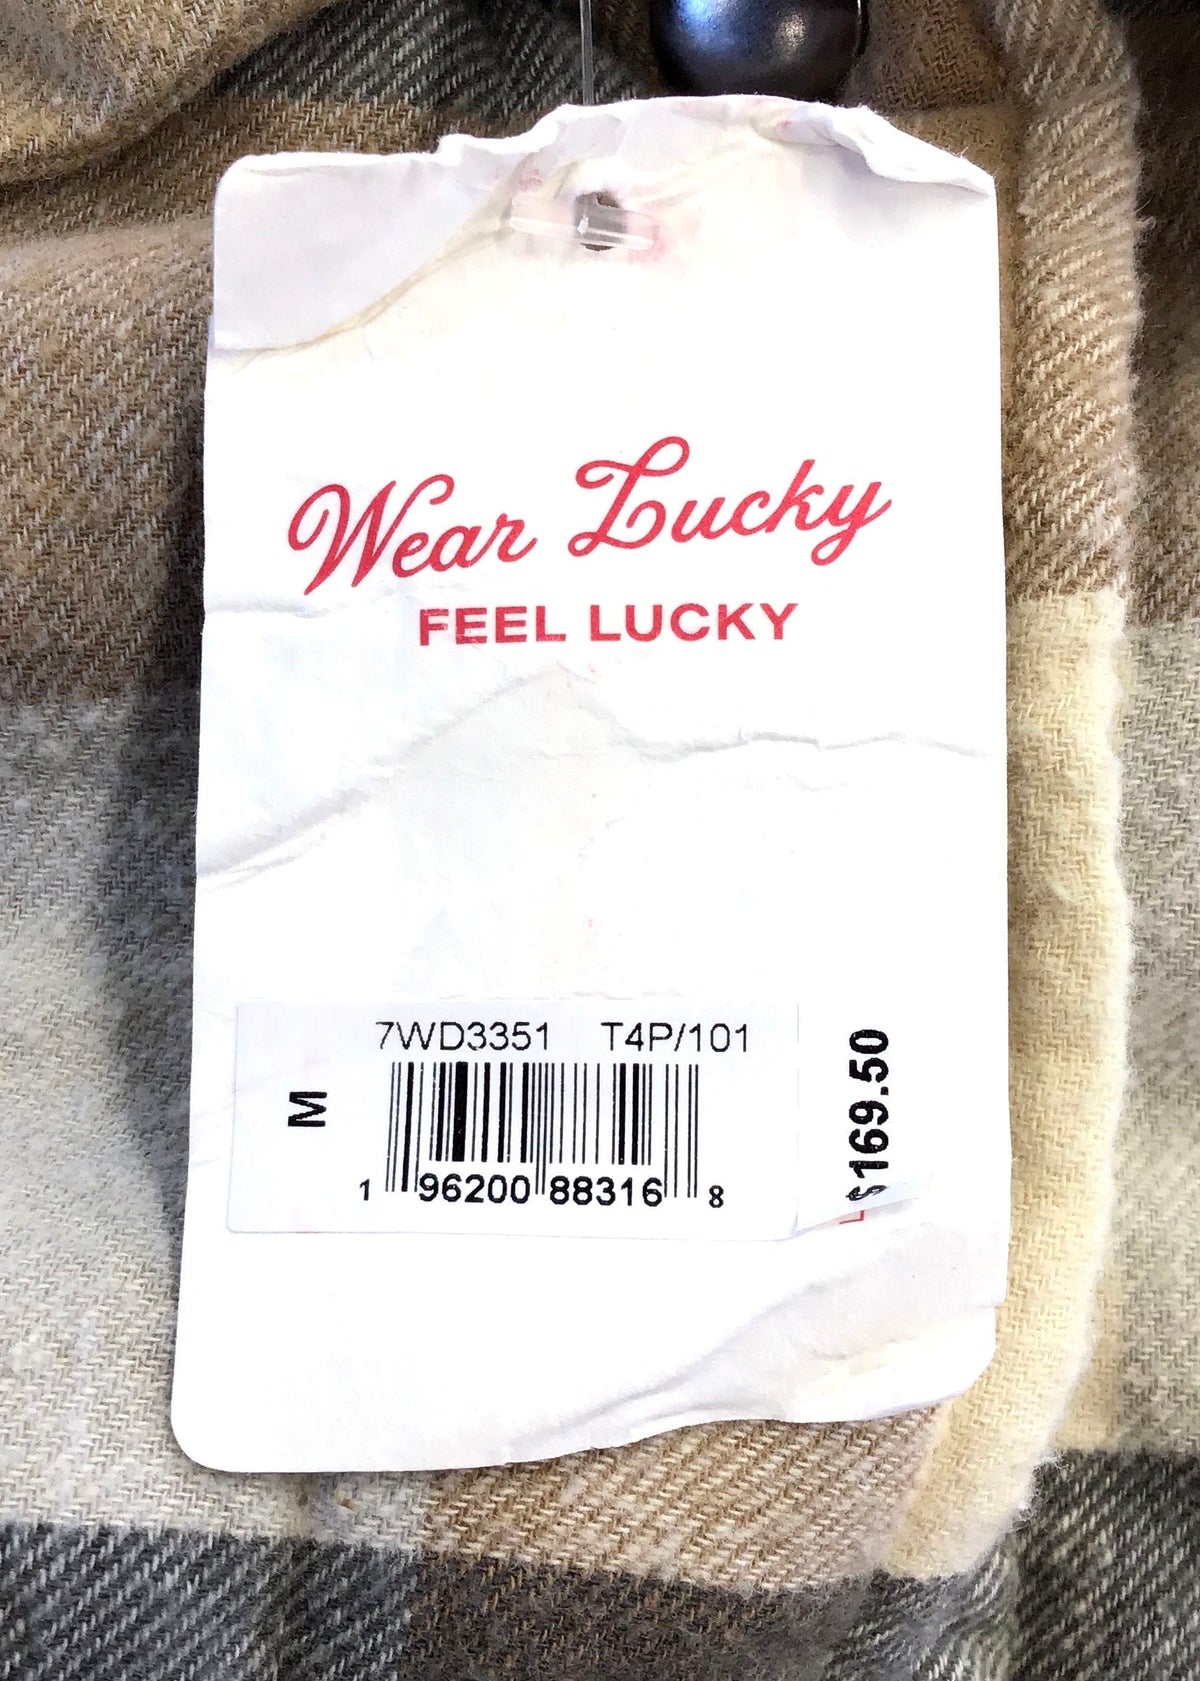 Wear Lucky
FEEL LUCKY
7WD3351 T4P/101
M
1 96200 88316 8
$169.50